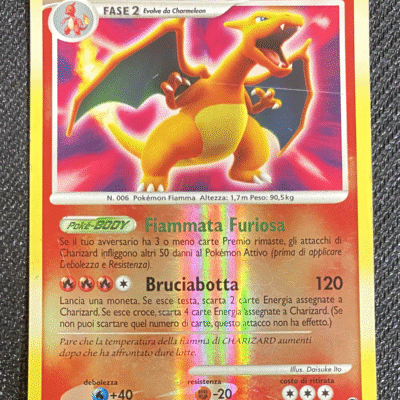 FASE 2 Evolve da Charmeleon
N. 006 Pokémon Fiamma Altezza: 1,7 m Peso: 90,5 kg
Poké-BODY Fiammata Furiosa
Se il tuo avversario ha 3 o meno carte Premio rimaste, gli attacchi di
Charizard infliggono altri 50 danni al Pokémon Attivo (prima di applicare
Debolezza e Resistenza).
Bruciabotta 120
Lancia una moneta. Se esce testa, scarta 2 carte Energia assegnate a
Charizard. Se esce croce, scarta 4 carte Energia assegnate a Charizard. (Se
non puoi scartare quel numero di carte, questo attacco non ha effetto.)
Pare che la temperatura della fiamma di CHARIZARD aumenti
dopo che ha affrontato dure lotte.
Illus. Daisuke Ito
debolezza resistenza costo di ritirata
+40 -20